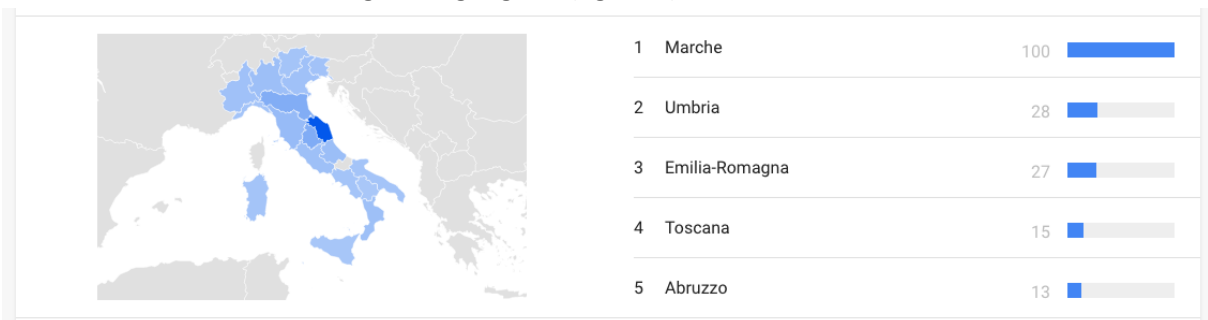 1 Marche 100
2 Umbria 28
3 Emilia-Romagna 27
4 Toscana 15
5 Abruzzo 13